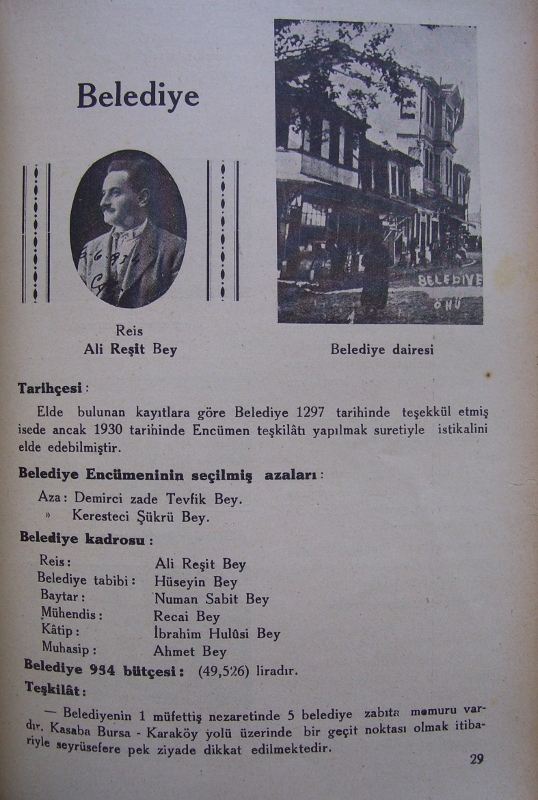 Belediye
BELEDİYE
ÖNÜ
Reis
Ali Reşit Bey
Belediye dairesi
Tarihçesi :
Elde bulunan kayıtlara göre Belediye 1297 tarihinde teşekkül etmiş
isede ancak 1930 tarihinde Encümen teşkilâtı yapılmak suretiyle istikalini
elde edebilmiştir.
Belediye Encümeninin seçilmiş azaları :
Aza : Demirci zade Tevfik Bey.
» Keresteci Şükrü Bey.
Belediye kadrosu :
Reis : Ali Reşit Bey
Belediye tabibi : Hüseyin Bey
Baytar : Numan Sabit Bey
Mühendis : Recai Bey
Kâtip : İbrahim Hulûsi Bey
Muhasip : Ahmet Bey
Belediye 934 bütçesi : (49,526) liradır.
Teşkilât :
— Belediyenin 1 müfettiş nezaretinde 5 belediye zabıta memuru var-
dır. Kasaba Bursa - Karaköy yolü üzerinde bir geçit noktası olmak itiba-
riyle seyrüsefere pek ziyade dikkat edilmektedir.
29